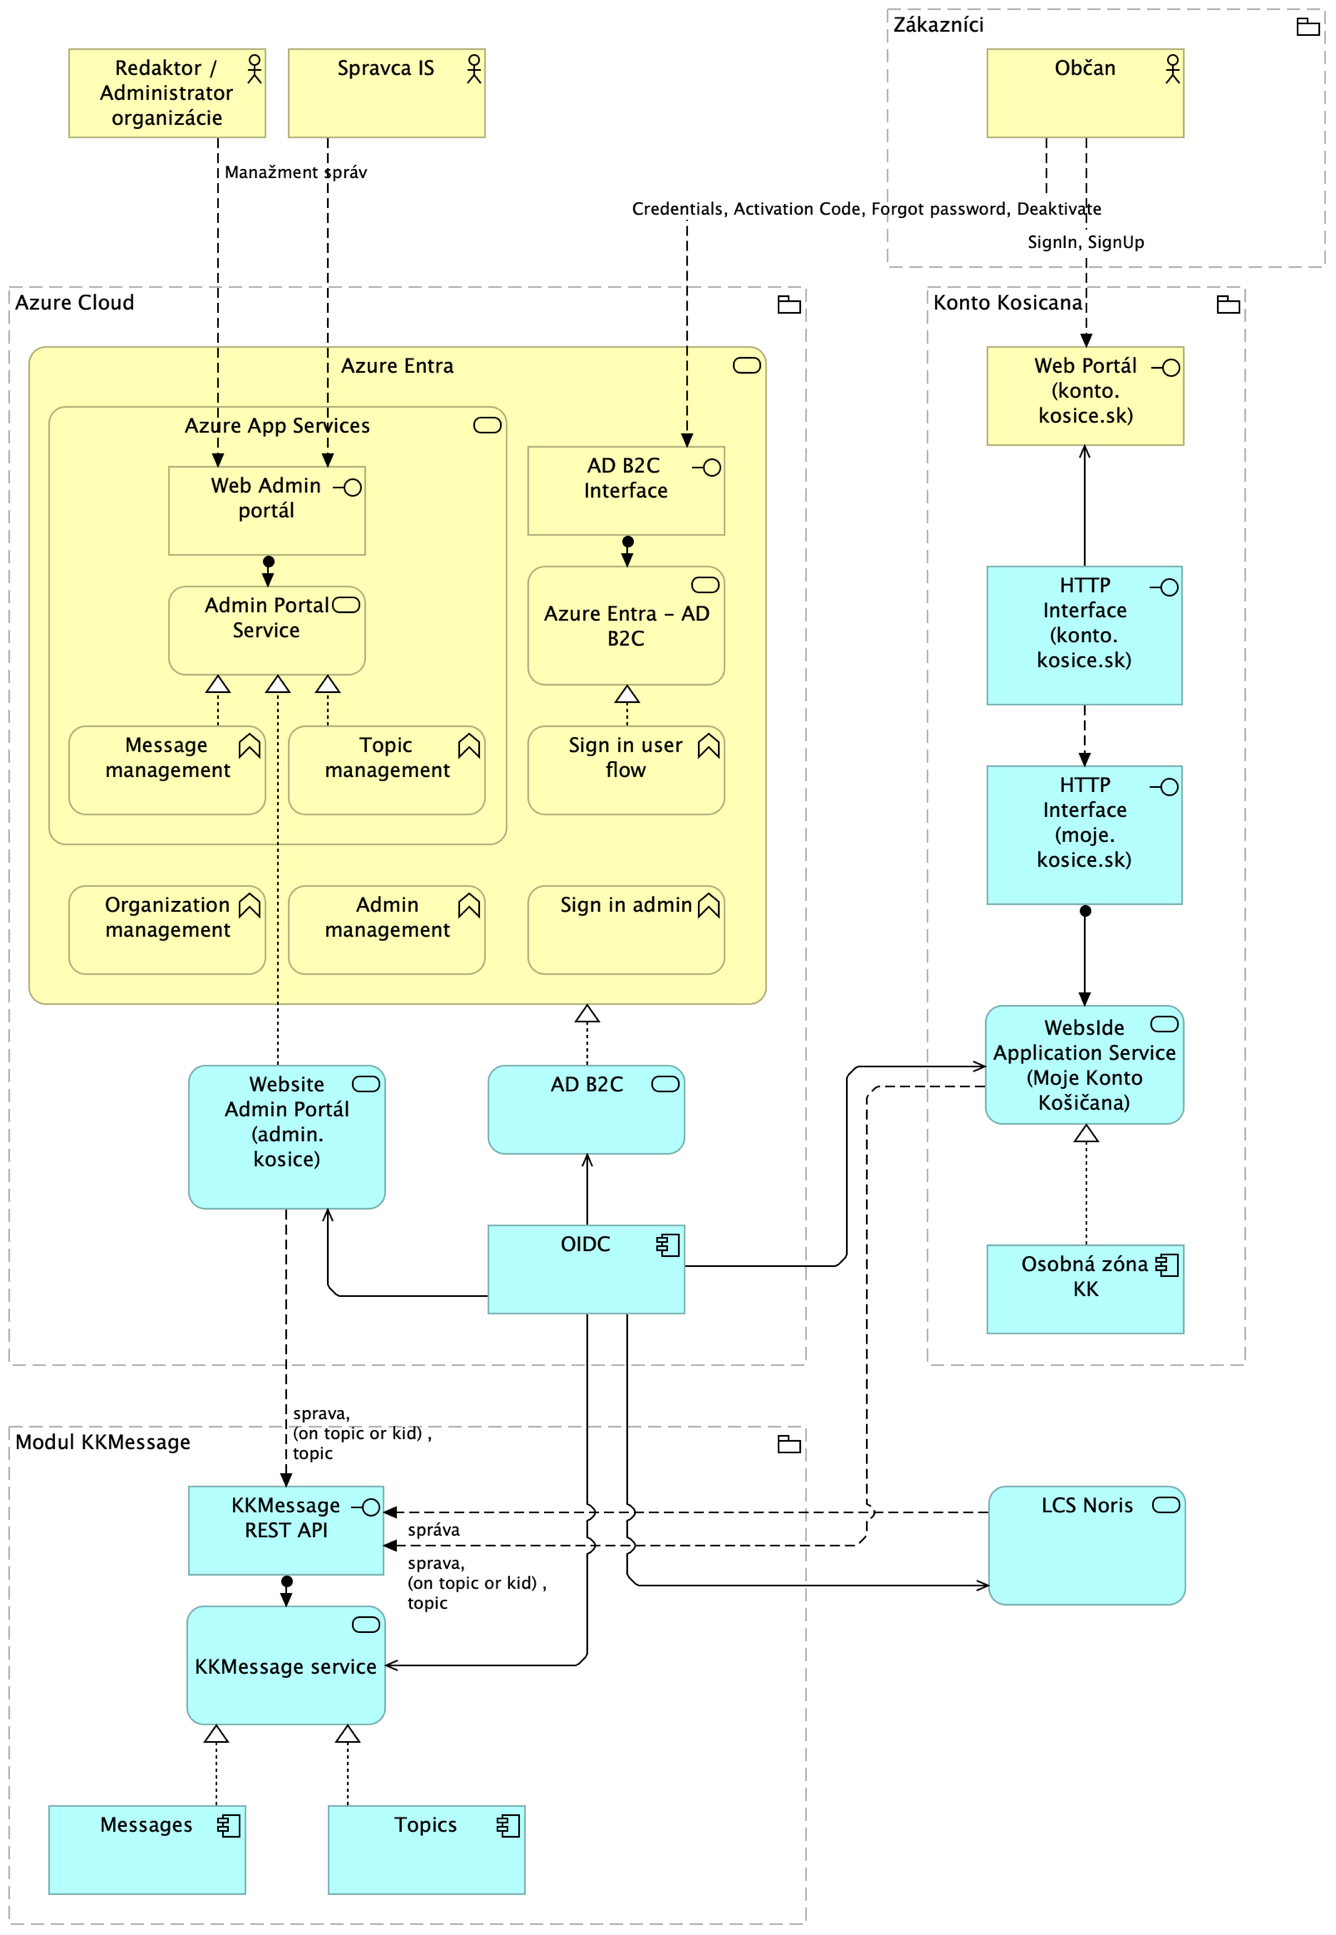 Zákazníci
Redaktor /
Administrator
organizácie
Spravca IS
Občan
Manažment správ
Credentials, Activation Code, Forgot password, Deaktivate
SignIn, SignUp
Azure Cloud
Konto Kosicana
Azure Entra
Web Portál
(konto.
kosice.sk)
Azure App Services
Web Admin
portál
AD B2C
Interface
Admin Portal
Service
Azure Entra - AD
B2C
HTTP
Interface
(konto.
kosice.sk)
Message
management
Topic
management
Sign in user
flow
HTTP
Interface
(moje.
kosice.sk)
Organization
management
Admin
management
Sign in admin
WebsIde
Application Service
(Moje Konto
Košičana)
Website
Admin Portál
(admin.
kosice)
AD B2C
OIDC
Osobná zóna
KK
sprava,
(on topic or kid) ,
topic
Modul KKMessage
KKMessage
REST API
LCS Noris
správa
sprava,
(on topic or kid) ,
topic
KKMessage service
Messages
Topics